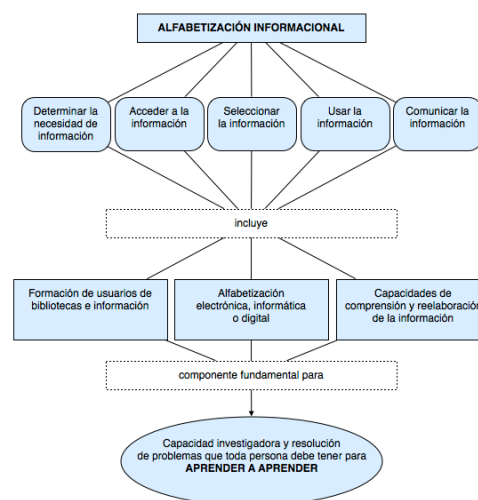 ALFABETIZACIÓN INFORMACIONAL
Determinar la
necesidad de
información
Acceder a la
información
Seleccionar
la información
Usar la
información
Comunicar la
información
incluye
Formación de usuarios de
bibliotecas e información
Alfabetización
electrónica, informática
o digital
Capacidades de
comprensión y reelaboración
de la información
componente fundamental para
Capacidad investigadora y resolución
de problemas que toda persona debe tener para
APRENDER A APRENDER